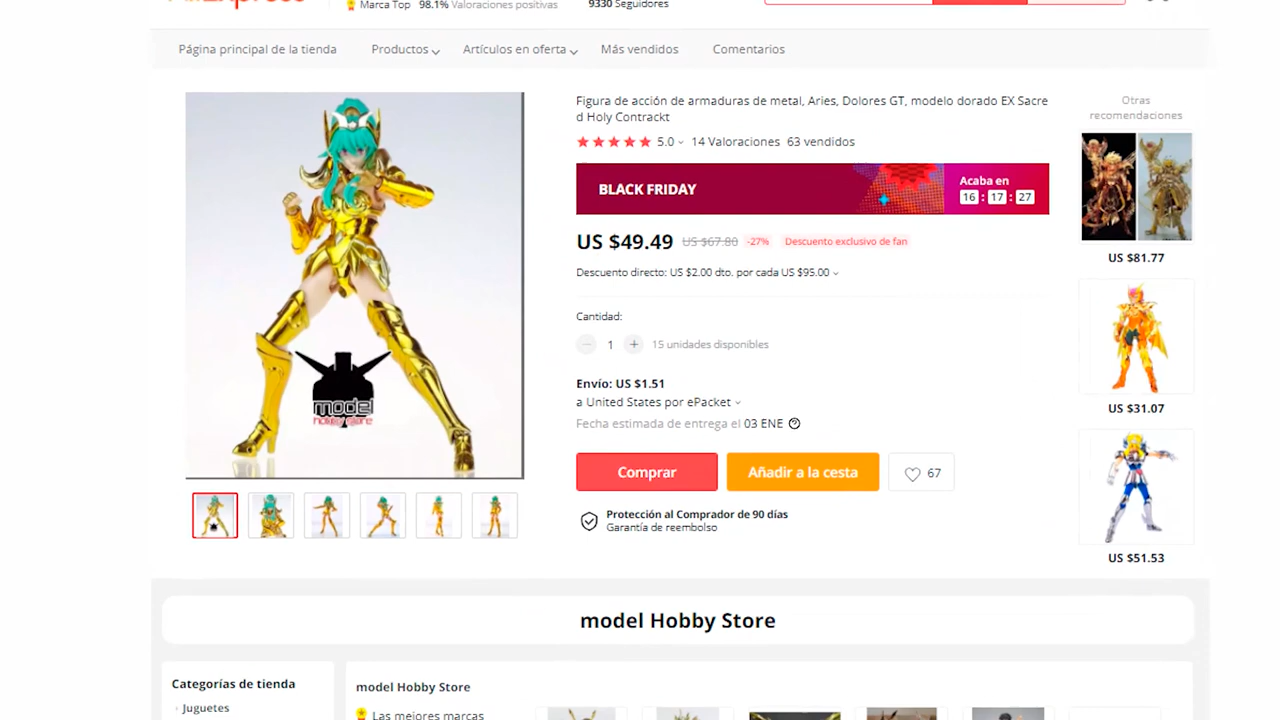 Marca Top 98.1% Valoraciones positivas
9330 Seguidores
Página principal de la tienda
Productos
Artículos en oferta
Más vendidos
Comentarios
Figura de acción de armaduras de metal, Aries, Dolores GT, modelo dorado EX Sacre
d Holy Contrackt
5.0 14 Valoraciones 63 vendidos
BLACK FRIDAY
Acaba en
16 : 17 : 27
US $49.49 US $67.80 -27% Descuento exclusivo de fan
Descuento directo: US $2.00 dto. por cada US $95.00
Cantidad:
1 + 15 unidades disponibles
Envío: US $1.51
a United States por ePacket
Fecha estimada de entrega el 03 ENE
Comprar
Añadir a la cesta
67
Protección al Comprador de 90 días
Garantía de reembolso
model
hobby store
Otras
recomendaciones
US $81.77
US $31.07
US $51.53
model Hobby Store
Categorías de tienda
Juguetes
model Hobby Store
Las mejores marcas